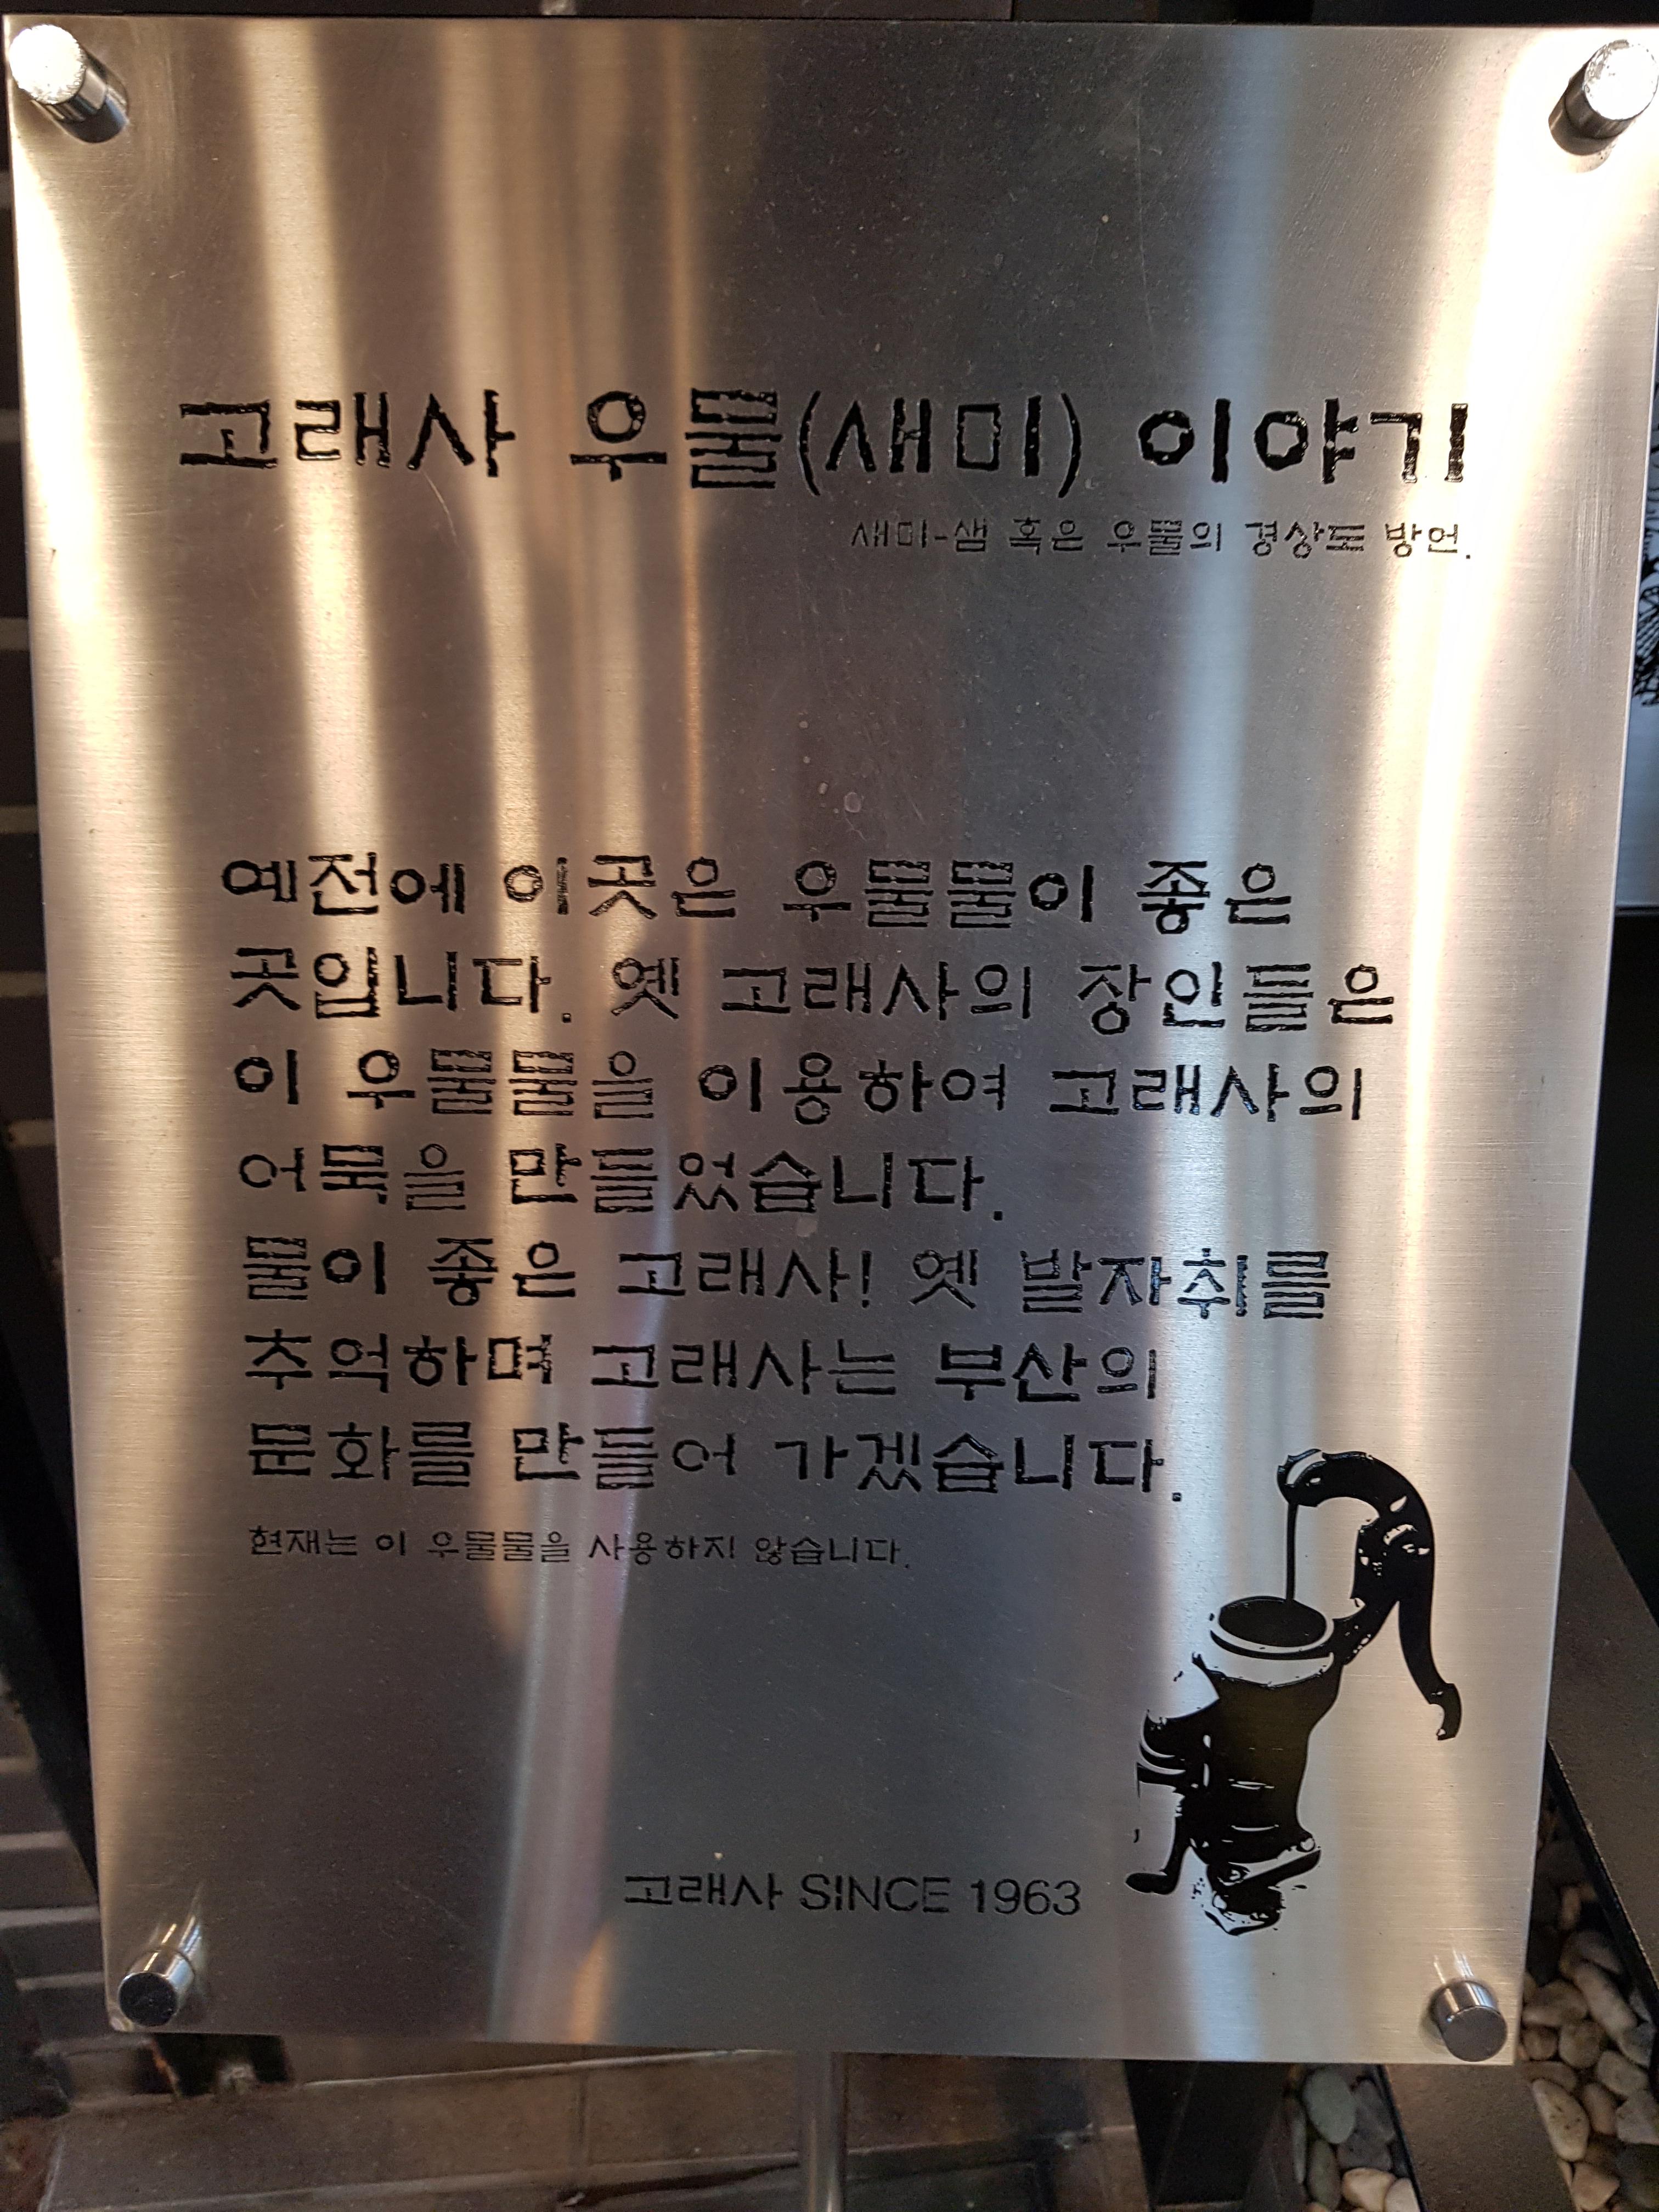 고래사 우물(새미) 이야기
새미-샘 혹은 우물의 경상도 방언.
예전에 이곳은 우물물이 좋은
곳입니다. 옛 고래사의 장인들은
이 우물물을 이용하여 고래사의
어묵을 만들었습니다.
물이 좋은 고래사! 옛 발자취를
추억하며 고래사는 부산의
문화를 만들어 가겠습니다.
현재는 이 우물물을 사용하지 않습니다.
고래사 SINCE 1963